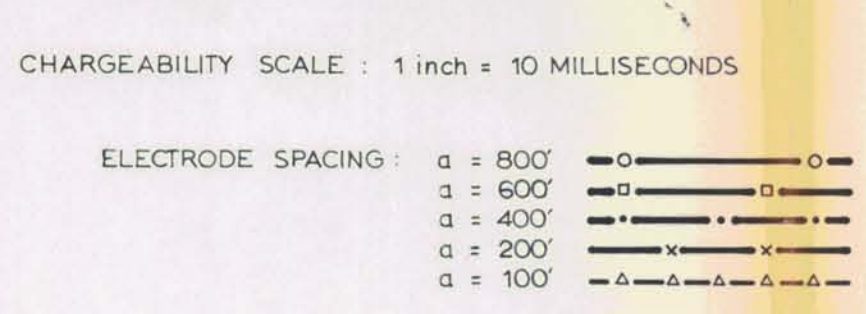 CHARGEABILITY SCALE : 1 inch = 10 MILLISECONDS
ELECTRODE SPACING : a = 800'
a = 600'
a = 400'
a = 200'
a = 100'